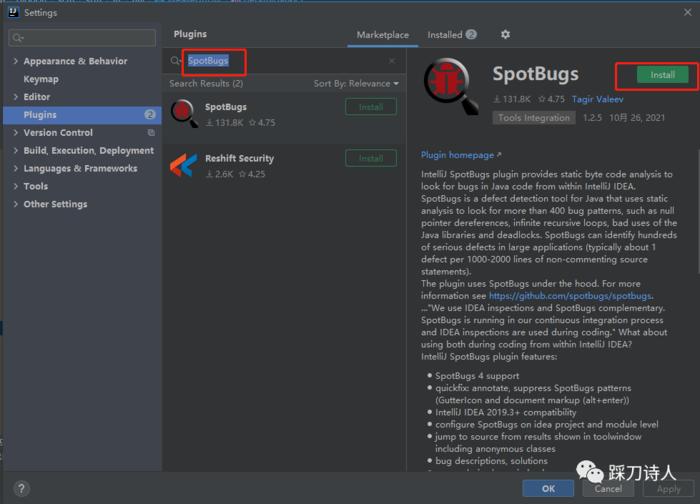 Settings
Plugins
Marketplace
Installed 2
Appearance & Behavior
Keymap
Editor
Plugins 2
Version Control
Build, Execution, Deployment
Languages & Frameworks
Tools
Other Settings
SpotBugs
Search Results (2)
Sort By: Relevance
SpotBugs
131.8K 4.75
Install
Reshift Security
2.6K 4.25
Install
SpotBugs
Install
131.8K 4.75 Tagir Valeev
Tools Integration 1.2.5 10月 26, 2021
Plugin homepage
IntelliJ SpotBugs plugin provides static byte code analysis to
look for bugs in Java code from within IntelliJ IDEA.
SpotBugs is a defect detection tool for Java that uses static
analysis to look for more than 400 bug patterns, such as null
pointer dereferences, infinite recursive loops, bad uses of the
Java libraries and deadlocks. SpotBugs can identify hundreds
of serious defects in large applications (typically about 1
defect per 1000-2000 lines of non-commenting source
statements).
The plugin uses SpotBugs under the hood. For more
information see https://github.com/spotbugs/spotbugs.
..."We use IDEA inspections and SpotBugs complementary.
SpotBugs is running in our continuous integration process
and IDEA inspections are used during coding." What about
using both during coding from within IntelliJ IDEA?
IntelliJ SpotBugs plugin features:
• SpotBugs 4 support
• quickfix: annotate, suppress SpotBugs patterns
(GutterIcon and document markup (alt+enter))
• IntelliJ IDEA 2019.3+ compatibility
• configure SpotBugs on idea project and module level
• jump to source from results shown in toolwindow
including anonymous classes
• bug descriptions, solutions
踩刀诗人
?
OK
Cancel
Apply